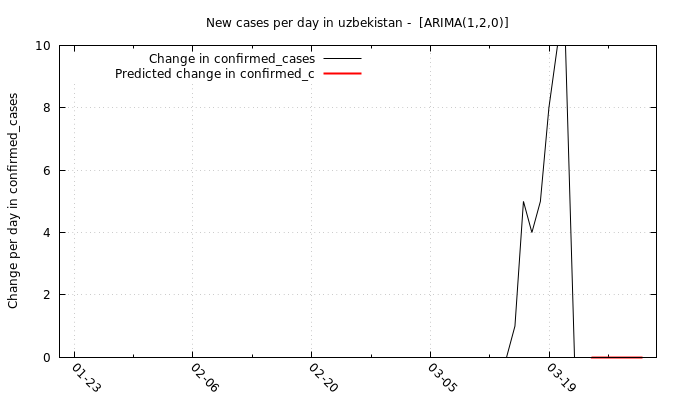 New cases per day in uzbekistan -  [ARIMA(1,2,0)]
Change in confirmed_cases
Predicted change in confirmed_c
Change per day in confirmed_cases
10
8
6
4
2
0
01-23
02-06
02-20
03-05
03-19